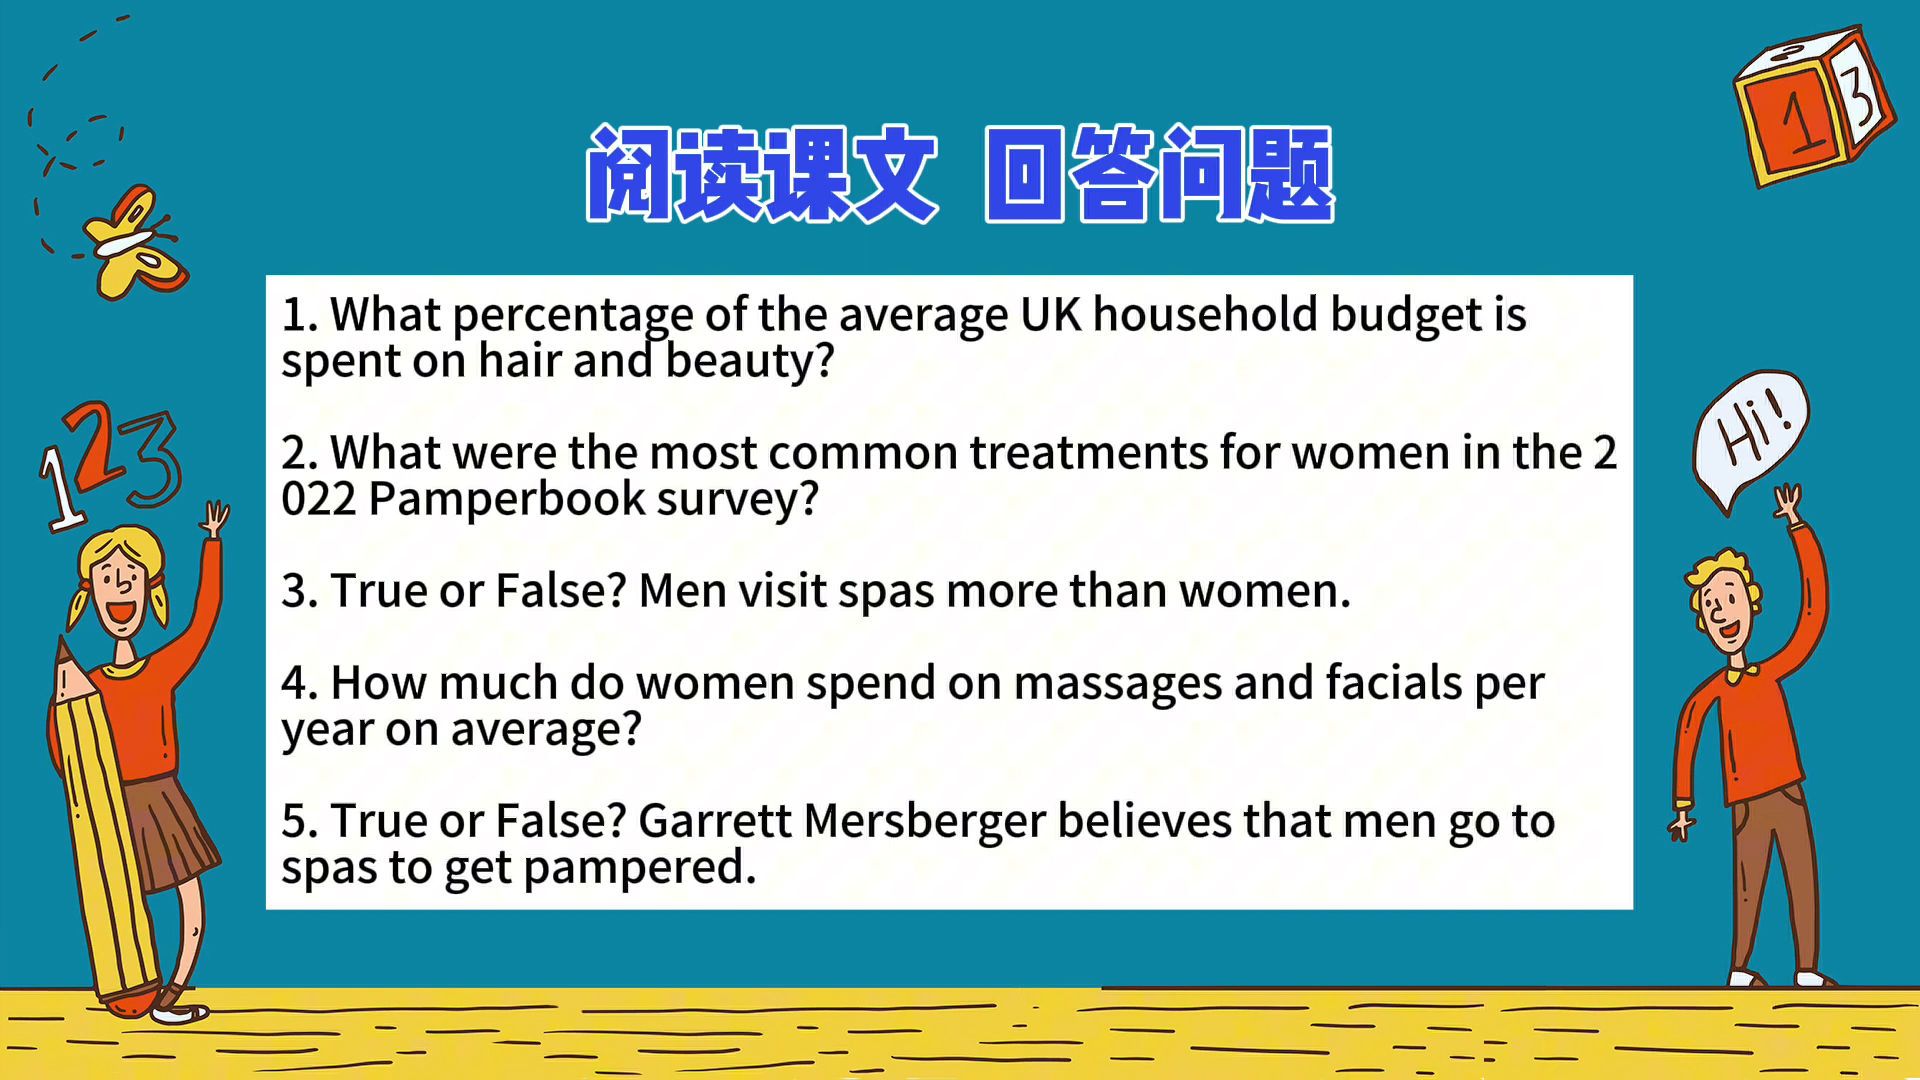 阅读课文 回答问题
1. What percentage of the average UK household budget is
spent on hair and beauty?
2. What were the most common treatments for women in the 2
022 Pamperbook survey?
3. True or False? Men visit spas more than women.
4. How much do women spend on massages and facials per
year on average?
5. True or False? Garrett Mersberger believes that men go to
spas to get pampered.
1 3
1 2 3
Hi!